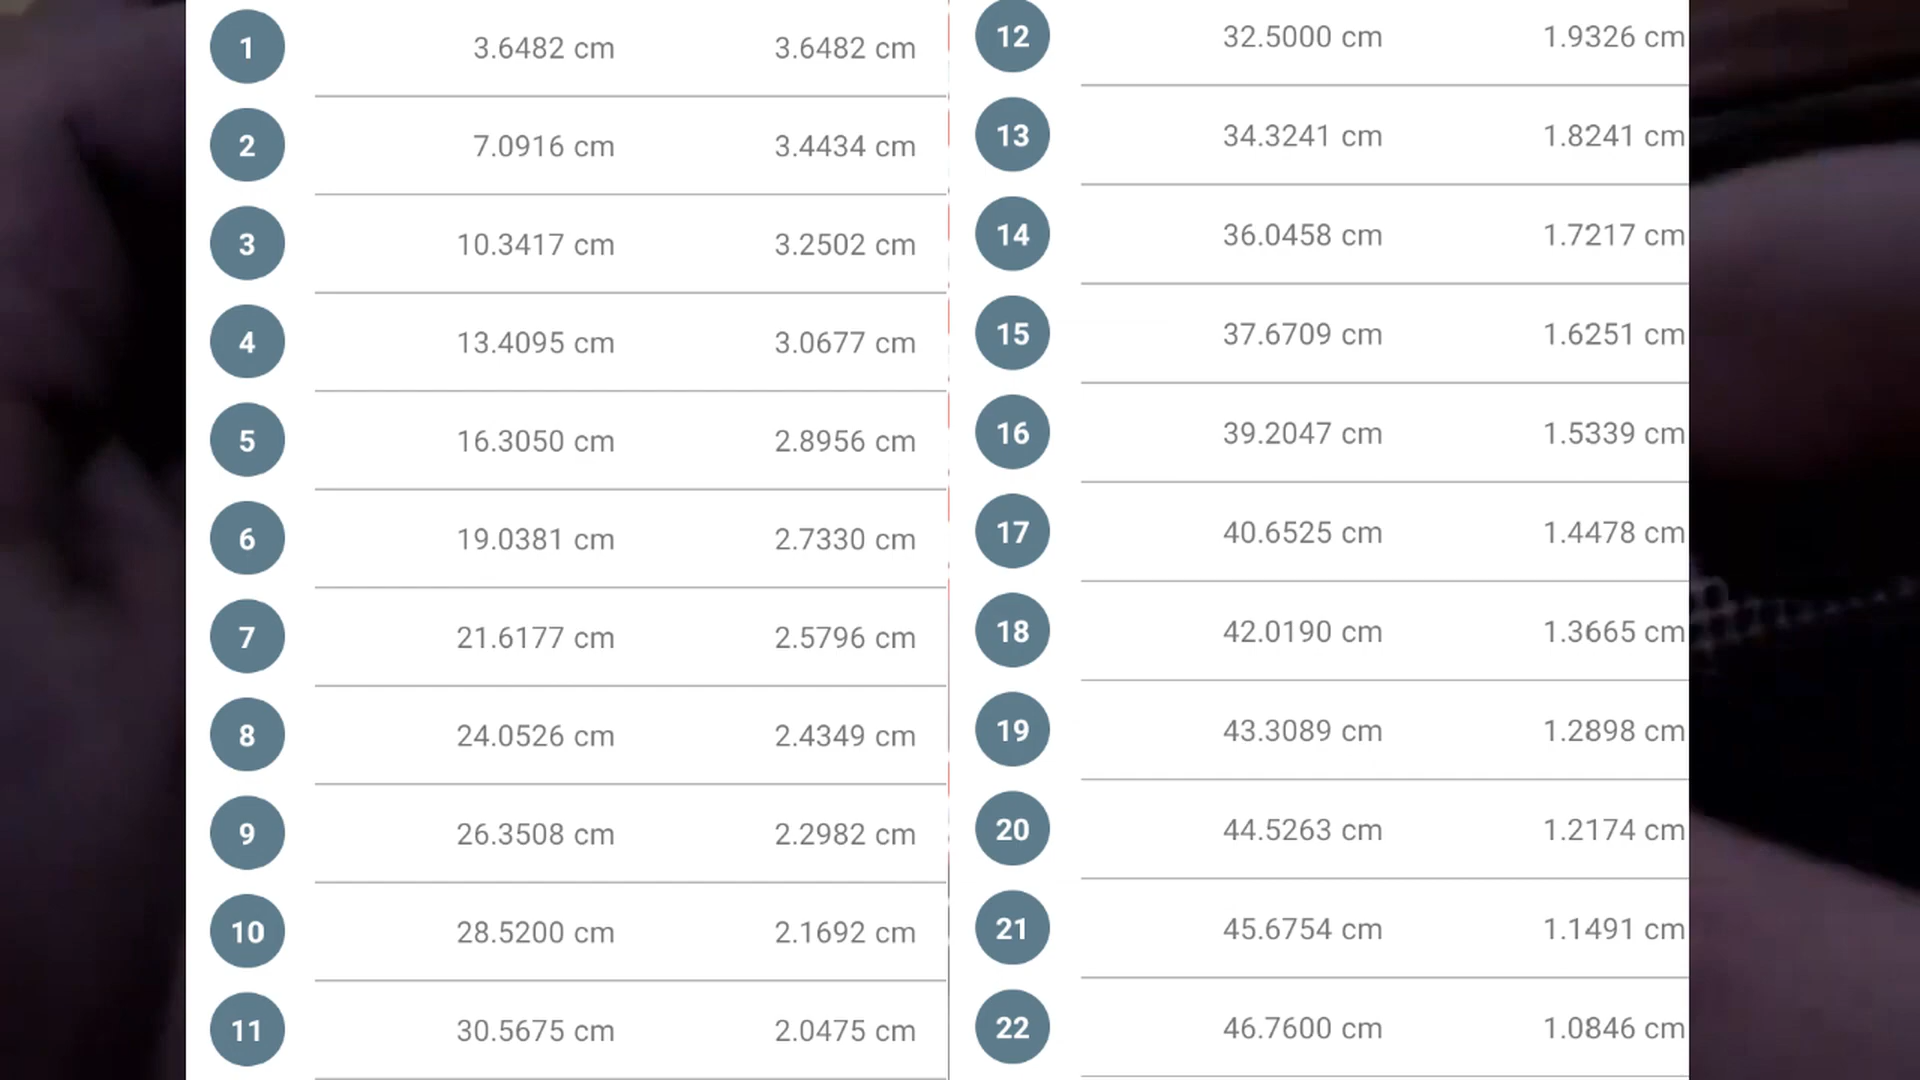 1 3.6482 cm 3.6482 cm
2 7.0916 cm 3.4434 cm
3 10.3417 cm 3.2502 cm
4 13.4095 cm 3.0677 cm
5 16.3050 cm 2.8956 cm
6 19.0381 cm 2.7330 cm
7 21.6177 cm 2.5796 cm
8 24.0526 cm 2.4349 cm
9 26.3508 cm 2.2982 cm
10 28.5200 cm 2.1692 cm
11 30.5675 cm 2.0475 cm
12 32.5000 cm 1.9326 cm
13 34.3241 cm 1.8241 cm
14 36.0458 cm 1.7217 cm
15 37.6709 cm 1.6251 cm
16 39.2047 cm 1.5339 cm
17 40.6525 cm 1.4478 cm
18 42.0190 cm 1.3665 cm
19 43.3089 cm 1.2898 cm
20 44.5263 cm 1.2174 cm
21 45.6754 cm 1.1491 cm
22 46.7600 cm 1.0846 cm